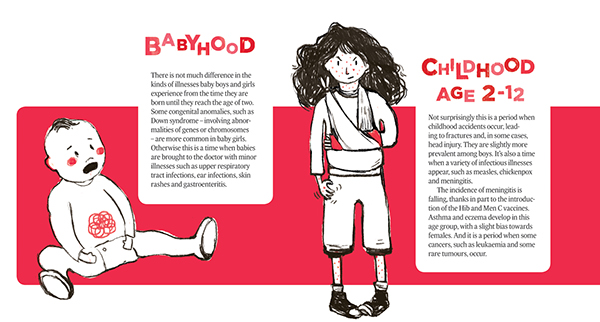 BABYHOOD
There is not much difference in the
kinds of illnesses baby boys and girls
experience from the time they are
born until they reach the age of two.
Some congenital anomalies, such as
Down syndrome – involving abnor-
malities of genes or chromosomes
– are more common in baby girls.
Otherwise this is a time when babies
are brought to the doctor with minor
illnesses such as upper respiratory
tract infections, ear infections, skin
rashes and gastroenteritis.
CHILDHOOD
AGE 2-12
Not surprisingly this is a period when
childhood accidents occur, lead-
ing to fractures and, in some cases,
head injury. They are slightly more
prevalent among boys. It's also a time
when a variety of infectious illnesses
appear, such as measles, chickenpox
and meningitis.
The incidence of meningitis is
falling, thanks in part to the introduc-
tion of the Hib and Men C vaccines.
Asthma and eczema develop in this
age group, with a slight bias towards
females. And it is a period when some
cancers, such as leukaemia and some
rare tumours, occur.